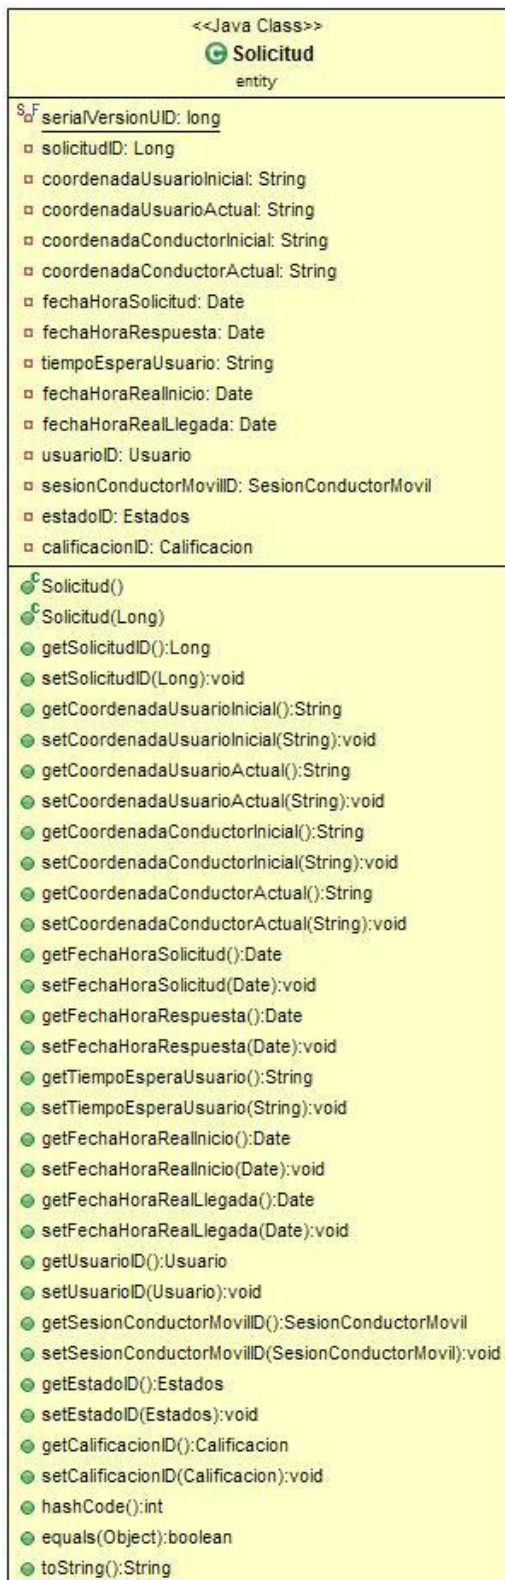 <<Java Class>>
Solicitud
entity
serialVersionUID: long
solicitudID: Long
coordenadaUsuarioInicial: String
coordenadaUsuarioActual: String
coordenadaConductorInicial: String
coordenadaConductorActual: String
fechaHoraSolicitud: Date
fechaHoraRespuesta: Date
tiempoEsperaUsuario: String
fechaHoraRealInicio: Date
fechaHoraRealLlegada: Date
usuarioID: Usuario
sesionConductorMovilID: SesionConductorMovil
estadoID: Estados
calificacionID: Calificacion
Solicitud()
Solicitud(Long)
getSolicitudID():Long
setSolicitudID(Long):void
getCoordenadaUsuarioInicial():String
setCoordenadaUsuarioInicial(String):void
getCoordenadaUsuarioActual():String
setCoordenadaUsuarioActual(String):void
getCoordenadaConductorInicial():String
setCoordenadaConductorInicial(String):void
getCoordenadaConductorActual():String
setCoordenadaConductorActual(String):void
getFechaHoraSolicitud():Date
setFechaHoraSolicitud(Date):void
getFechaHoraRespuesta():Date
setFechaHoraRespuesta(Date):void
getTiempoEsperaUsuario():String
setTiempoEsperaUsuario(String):void
getFechaHoraRealInicio():Date
setFechaHoraRealInicio(Date):void
getFechaHoraRealLlegada():Date
setFechaHoraRealLlegada(Date):void
getUsuarioID():Usuario
setUsuarioID(Usuario):void
getSesionConductorMovilID():SesionConductorMovil
setSesionConductorMovilID(SesionConductorMovil):void
getEstadoID():Estados
setEstadoID(Estados):void
getCalificacionID():Calificacion
setCalificacionID(Calificacion):void
hashCode():int
equals(Object):boolean
toString():String